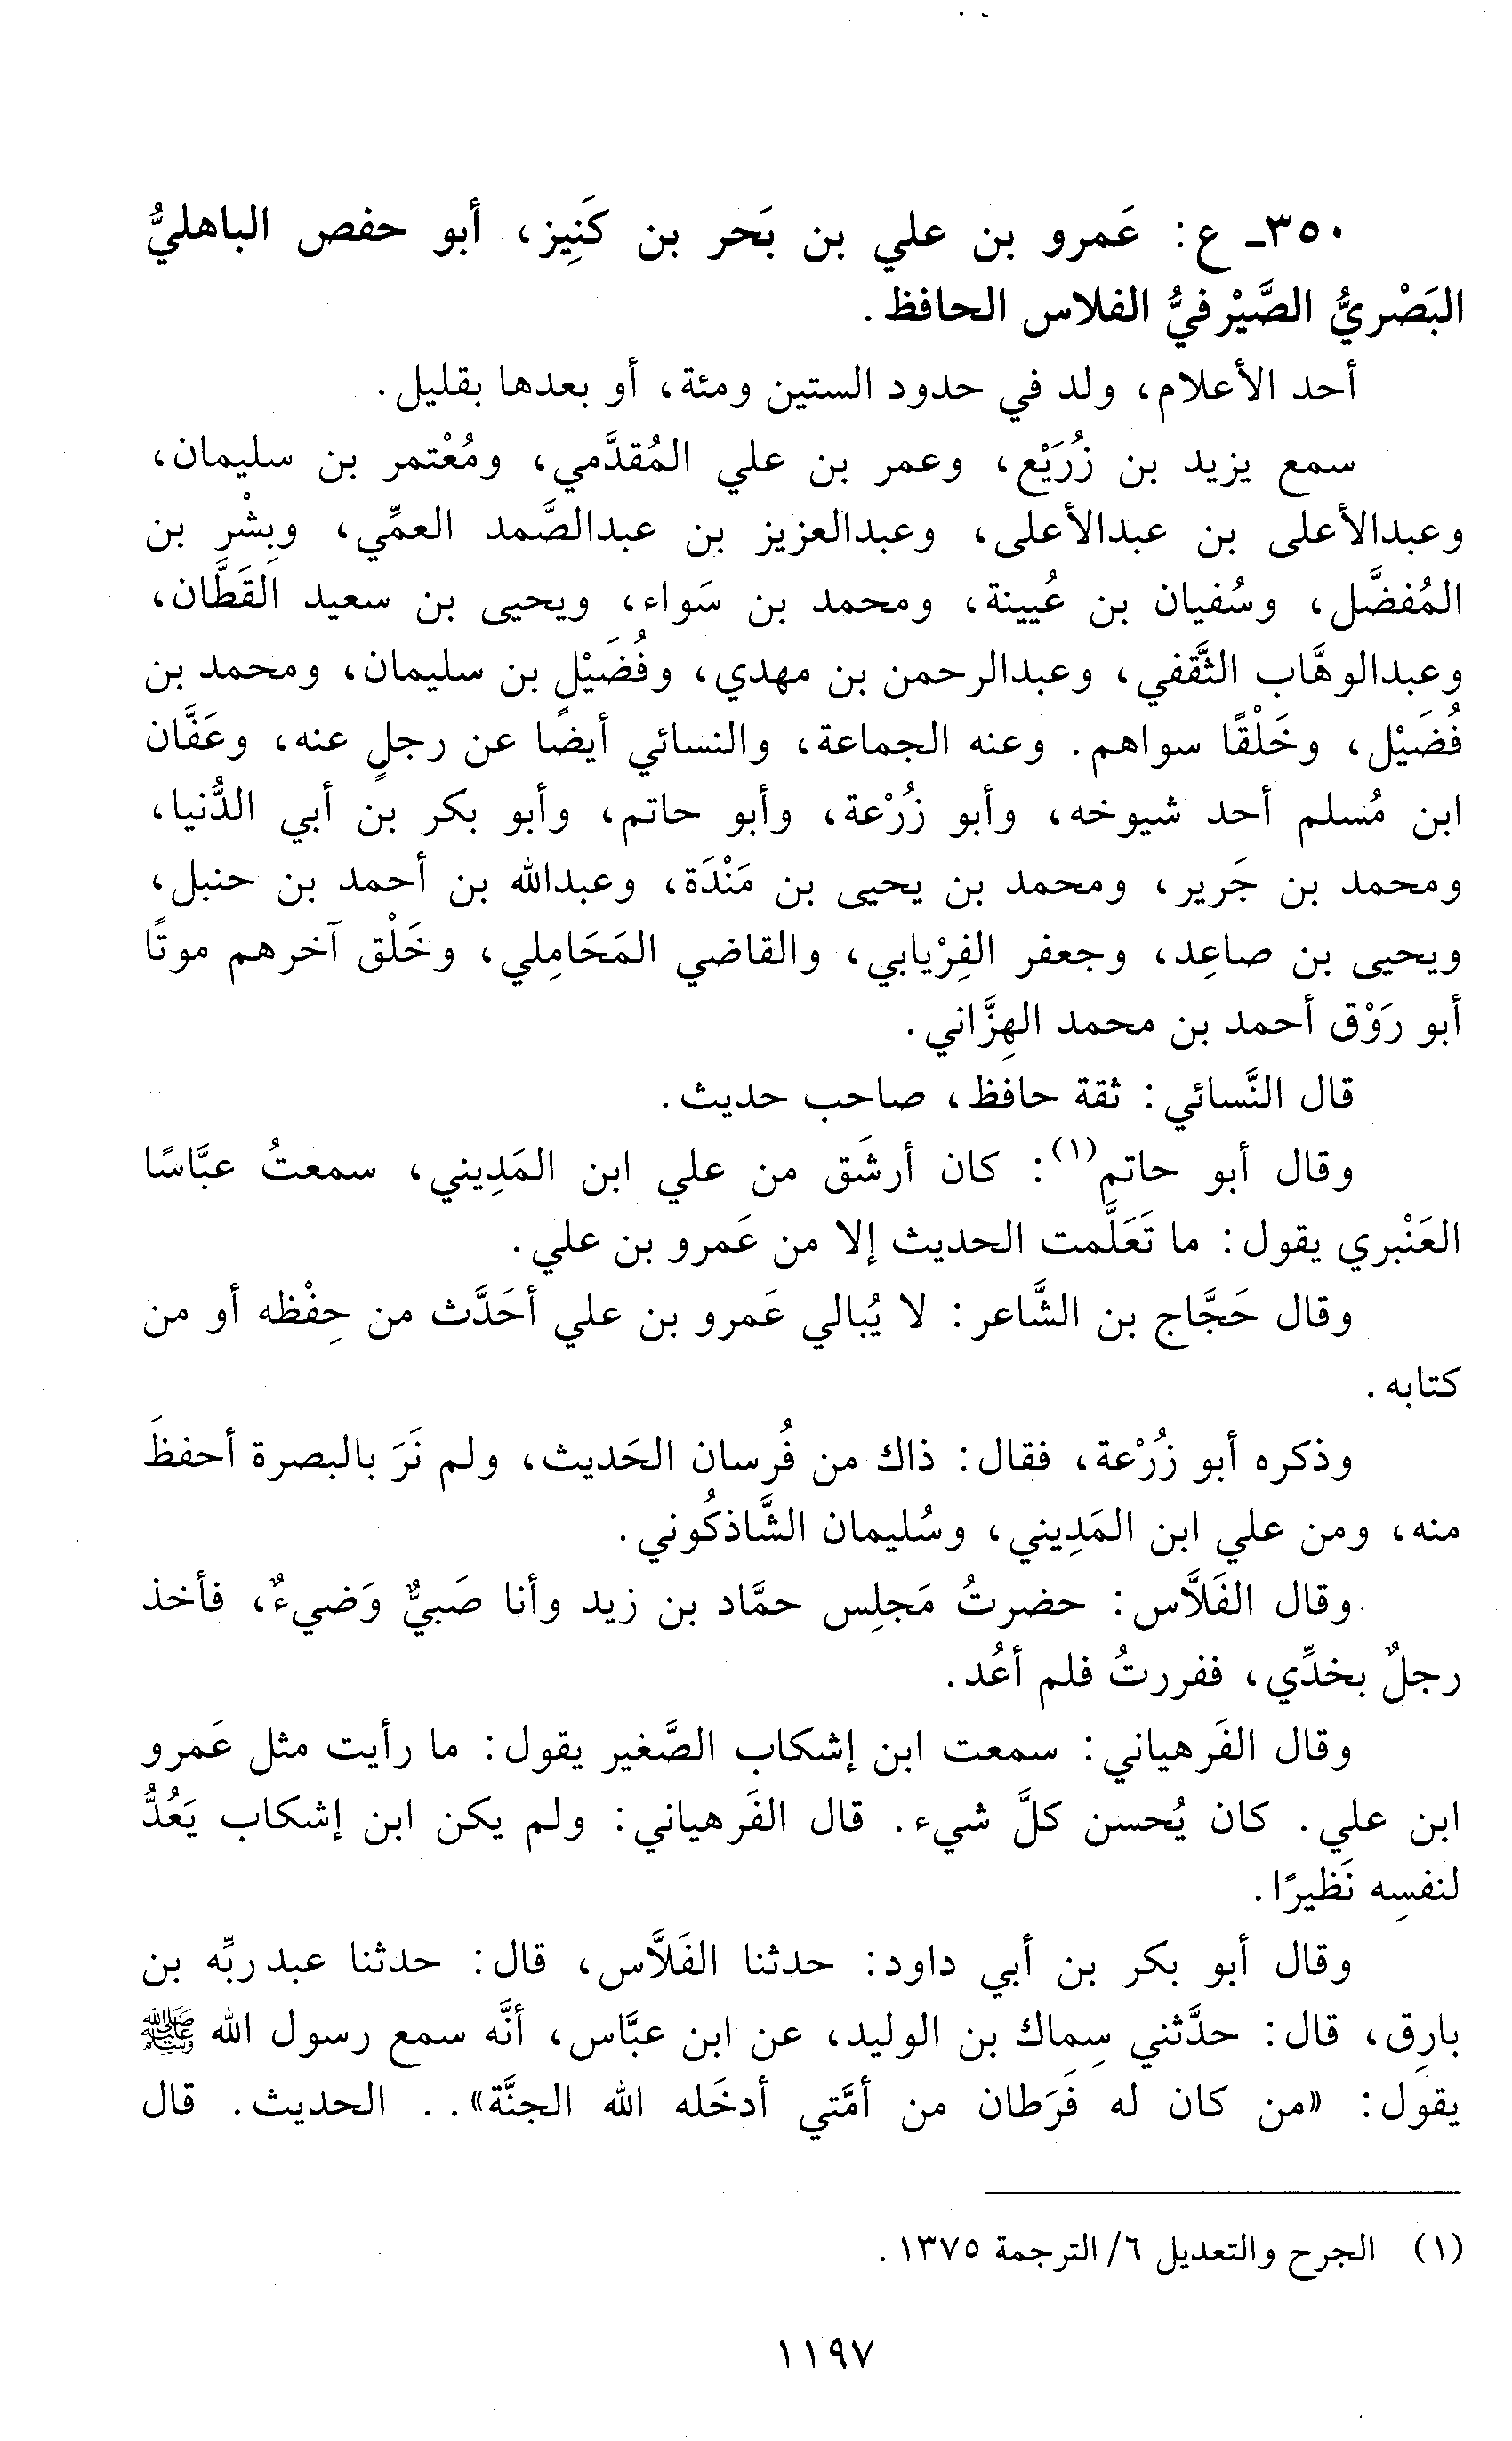 ٣٥٠ـ ع: عَمرو بن علي بن بَحر بن كَنِيز، أبو حفص الباهليُّ
البَصْريُّ الصَّيْرفيُّ الفلاس الحافظ.
أحد الأعلام، ولد في حدود الستين ومئة، أو بعدها بقليل.
سمع يزيد بن زُرَيْع، وعمر بن علي المُقدَّمي، ومُعْتمر بن سليمان،
وعبدالأعلى بن عبدالأعلى، وعبدالعزيز بن عبدالصَّمد العمِّي، وبِشْر بن
المُفضَّل، وسُفيان بن عُيينة، ومحمد بن سَواء، ويحيى بن سعيد القَطَّان،
وعبدالوهَّاب الثَّقفي، وعبدالرحمن بن مهدي، وفُضَيْل بن سليمان، ومحمد بن
فُضَيْل، وخَلْقًا سواهم. وعنه الجماعة، والنسائي أيضًا عن رجلٍ عنه، وعَفَّان
ابن مُسلم أحد شيوخه، وأبو زُرْعة، وأبو حاتم، وأبو بكر بن أبي الدُّنيا،
ومحمد بن جَرير، ومحمد بن يحيى بن مَنْدَة، وعبدالله بن أحمد بن حنبل،
ويحيى بن صاعِد، وجعفر الفِرْيابي، والقاضي المَحَامِلي، وخَلْق آخرهم موتًا
أبو رَوْق أحمد بن محمد الهِزَّاني.
قال النَّسائي: ثقة حافظ، صاحب حديث.
وقال أبو حاتم(١): كان أرشَق من علي ابن المَدِيني، سمعتُ عبَّاسًا
العَنْبري يقول: ما تَعَلَّمت الحديث إلا من عَمرو بن علي.
وقال حَجَّاج بن الشَّاعر: لا يُبالي عَمرو بن علي أحَدَّث من حِفْظه أو من
كتابه.
وذكره أبو زُرْعة، فقال: ذاك من فُرسان الحَديث، ولم نَرَ بالبصرة أحفظَ
منه، ومن علي ابن المَدِيني، وسُليمان الشَّاذكُوني.
وقال الفَلَّاس: حضرتُ مَجلِس حمَّاد بن زيد وأنا صَبيٌّ وَضيءٌ، فأخذ
رجلٌ بخدِّي، ففررتُ فلم أعُد.
وقال الفَرهياني: سمعت ابن إشكاب الصَّغير يقول: ما رأيت مثل عَمرو
ابن علي. كان يُحسن كلَّ شيء. قال الفَرهياني: ولم يكن ابن إشكاب يَعُدُّ
لنفسِه نَظيرًا.
وقال أبو بكر بن أبي داود: حدثنا الفَلَّاس، قال: حدثنا عبدربِّه بن
بارِق، قال: حدَّثني سِماك بن الوليد، عن ابن عبَّاس، أنَّه سمع رسول الله ﷺ
يقول: «من كان له فَرَطان من أمَّتي أدخَله الله الجنَّة».. الحديث. قال
(١) الجرح والتعديل ٦/ الترجمة ١٣٧٥.
١١٩٧